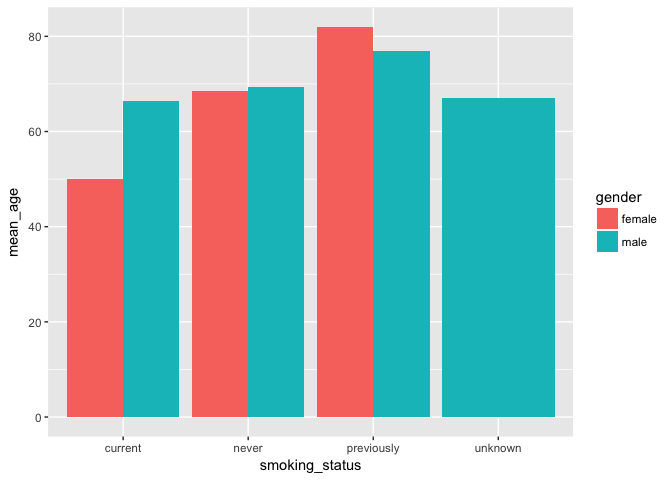 80
60
40
20
0
mean_age
current never previously unknown
smoking_status
gender
female
male